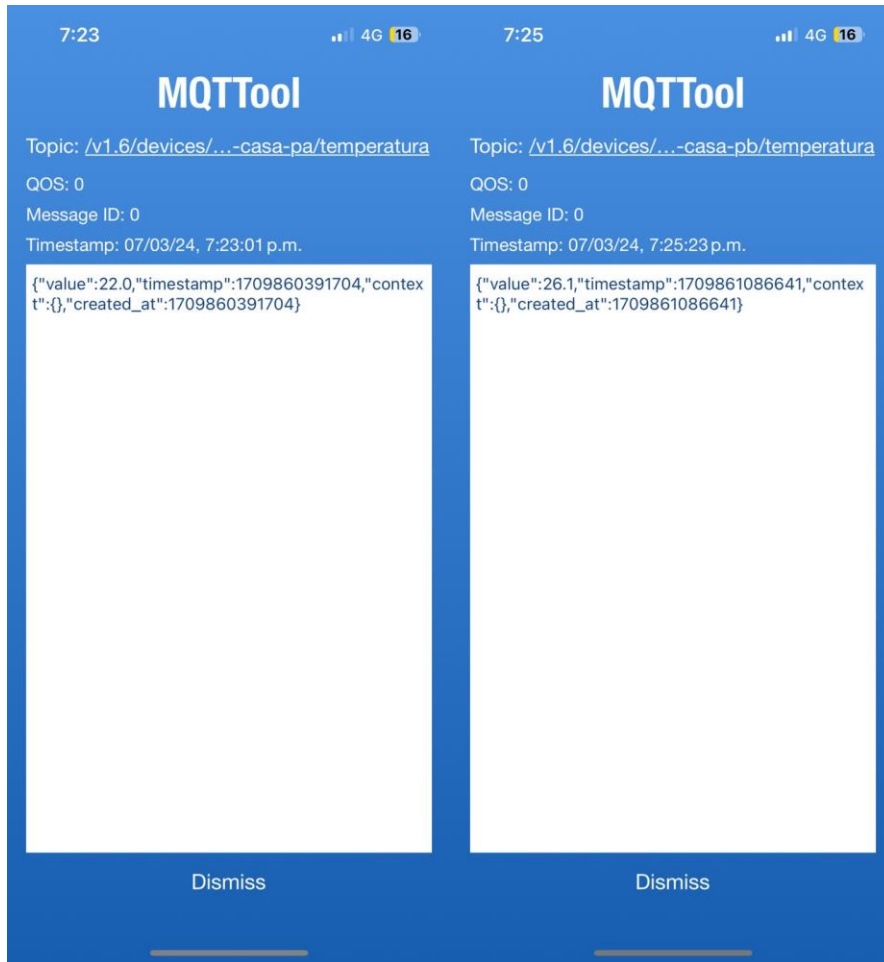 7:23
4G 16
MQTTool
Topic: /v1.6/devices/...-casa-pa/temperatura
QOS: 0
Message ID: 0
Timestamp: 07/03/24, 7:23:01 p.m.
{"value":22.0,"timestamp":1709860391704,"contex
t":{},"created_at":1709860391704}
Dismiss
7:25
4G 16
MQTTool
Topic: /v1.6/devices/...-casa-pb/temperatura
QOS: 0
Message ID: 0
Timestamp: 07/03/24, 7:25:23 p.m.
{"value":26.1,"timestamp":1709861086641,"contex
t":{},"created_at":1709861086641}
Dismiss